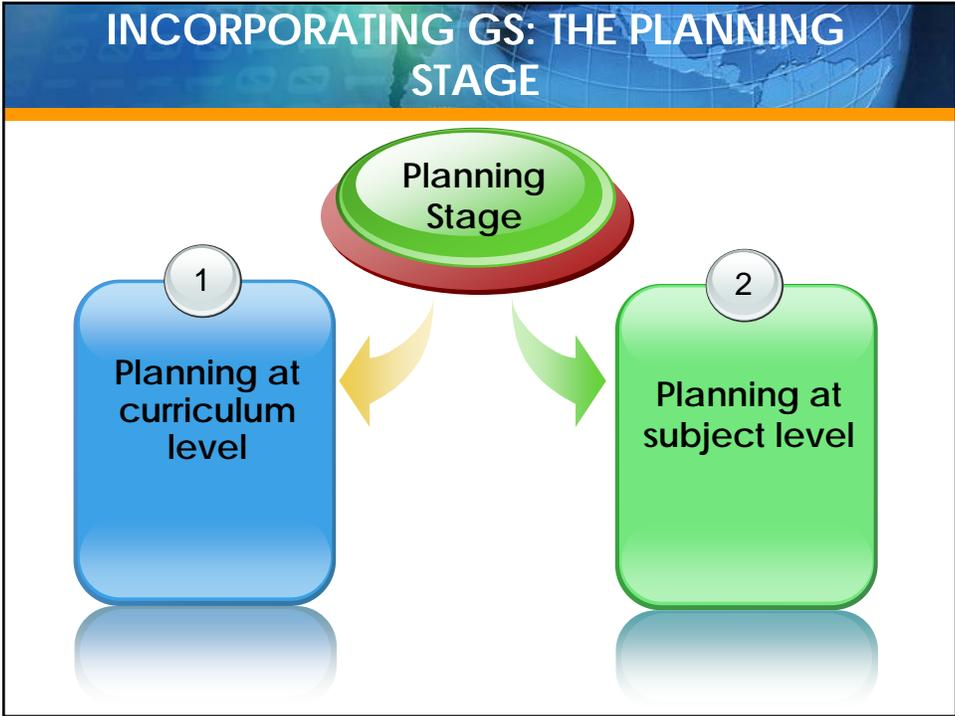 INCORPORATING GS: THE PLANNING
STAGE
Planning
Stage
1
Planning at
curriculum
level
2
Planning at
subject level